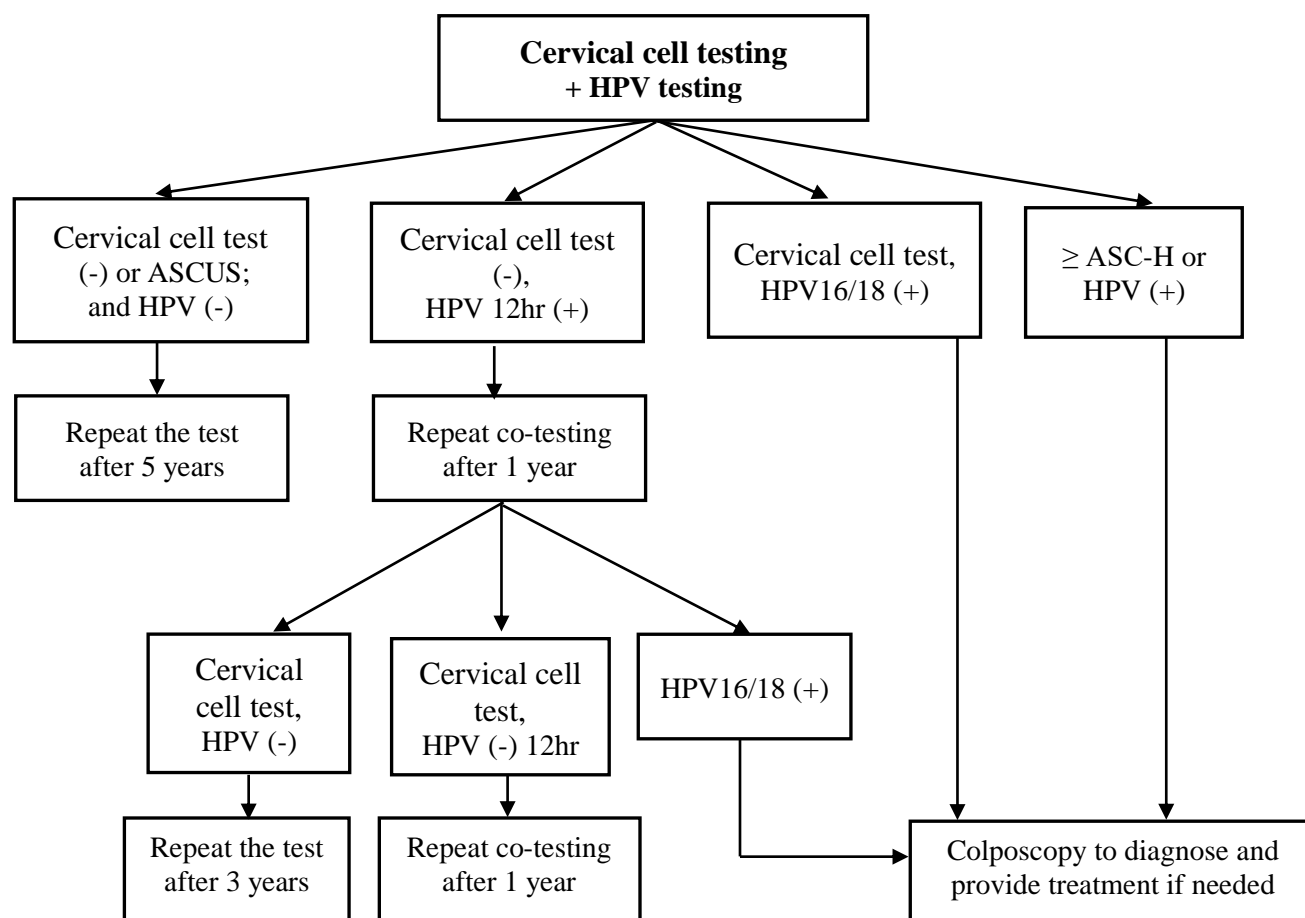 Cervical cell testing
+ HPV testing
Cervical cell test
(-) or ASCUS;
and HPV (-)
Cervical cell test
(-),
HPV 12hr (+)
Cervical cell test,
HPV16/18 (+)
≥ ASC-H or
HPV (+)
Repeat the test
after 5 years
Repeat co-testing
after 1 year
Cervical
cell test,
HPV (-)
Cervical cell
test,
HPV (-) 12hr
HPV16/18 (+)
Repeat the test
after 3 years
Repeat co-testing
after 1 year
Colposcopy to diagnose and
provide treatment if needed